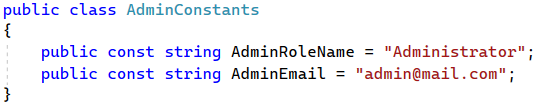 public class AdminConstants
{
    public const string AdminRoleName = "Administrator";
    public const string AdminEmail = "admin@mail.com";
}